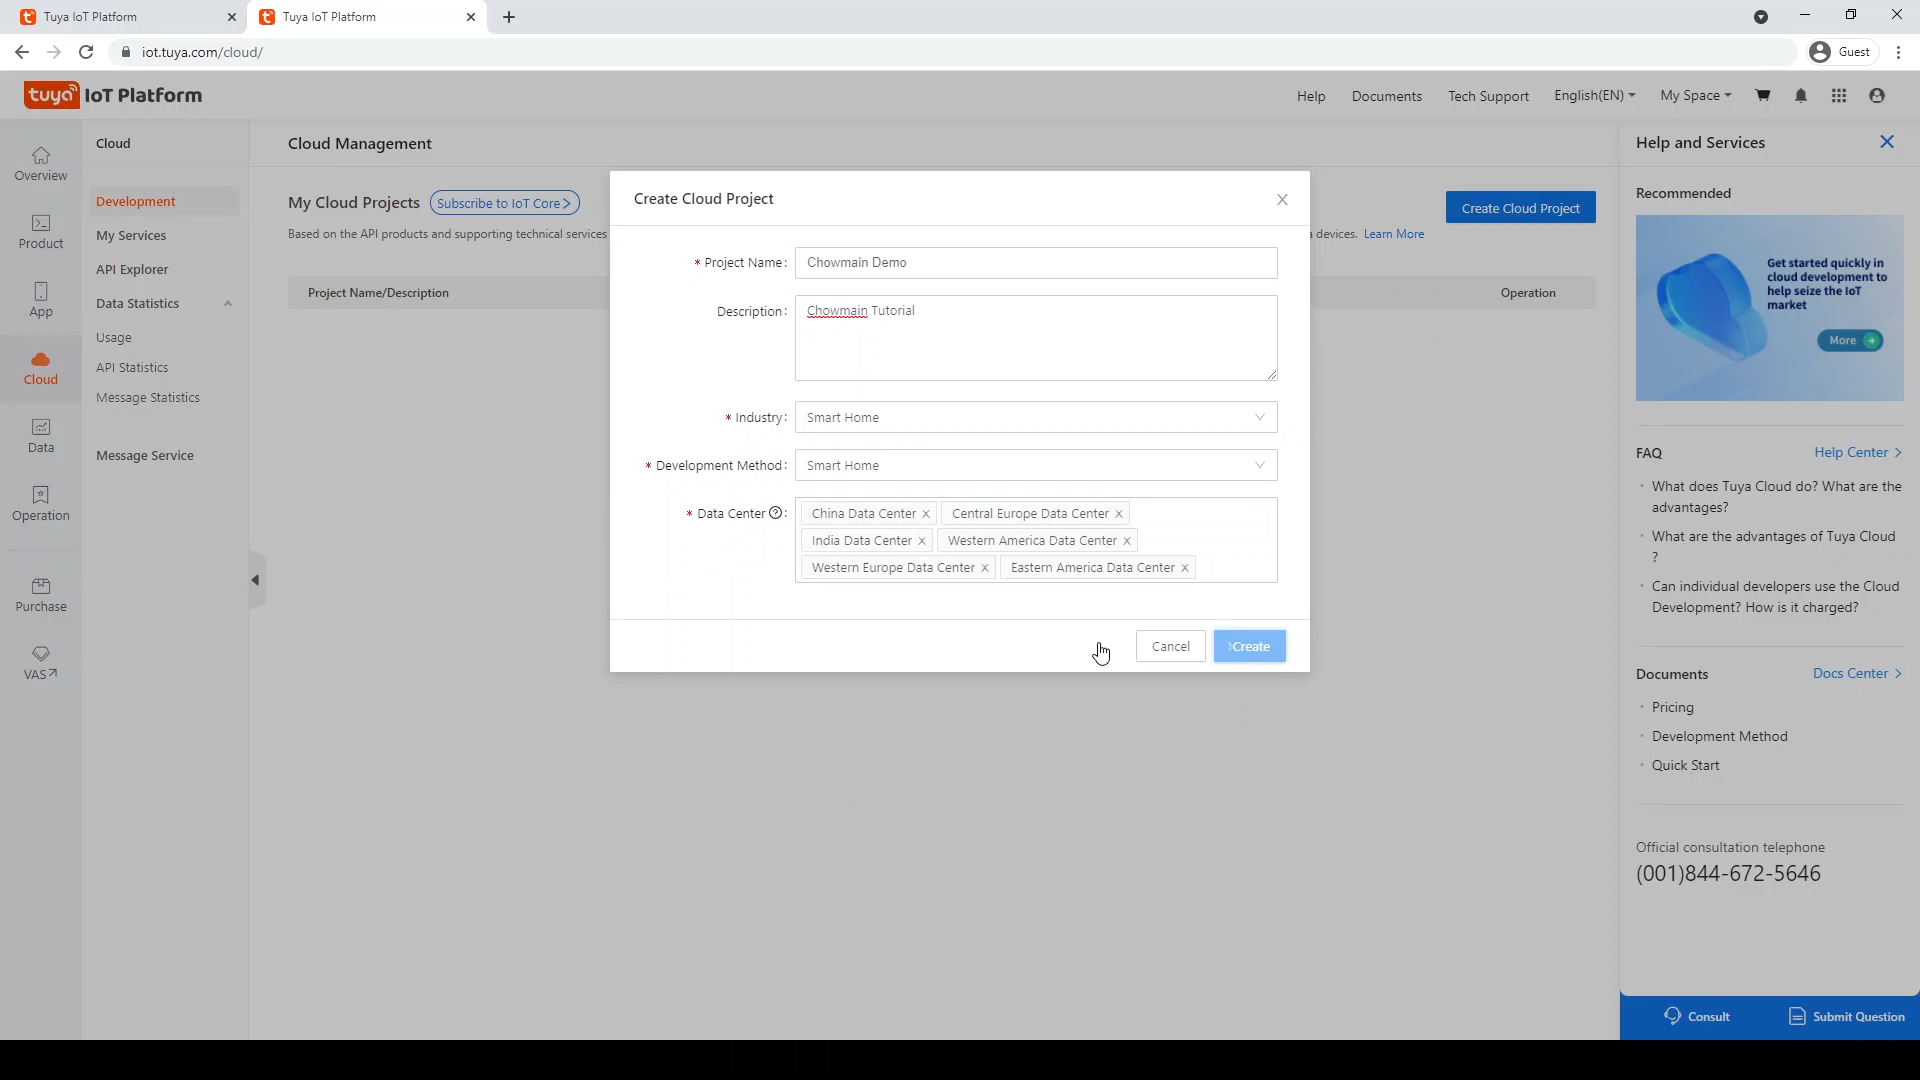 Tuya IoT Platform
Tuya IoT Platform
iot.tuya.com/cloud/
Guest
tuya IoT Platform
Help
Documents
Tech Support
English(EN)
My Space
Overview
Product
App
Cloud
Data
Operation
Purchase
VAS
Cloud
Development
My Services
API Explorer
Data Statistics
Usage
API Statistics
Message Statistics
Message Service
Cloud Management
My Cloud Projects
Subscribe to IoT Core >
Create Cloud Project
Based on the API products and supporting technical services
devices. Learn More
Project Name/Description
Operation
Create Cloud Project
* Project Name: Chowmain Demo
Description: Chowmain Tutorial
* Industry: Smart Home
* Development Method: Smart Home
* Data Center ? :
China Data Center × Central Europe Data Center ×
India Data Center × Western America Data Center ×
Western Europe Data Center × Eastern America Data Center ×
Cancel
Create
Help and Services
Recommended
Get started quickly in
cloud development to
help seize the IoT
market
More
FAQ
Help Center >
What does Tuya Cloud do? What are the
advantages?
What are the advantages of Tuya Cloud
?
Can individual developers use the Cloud
Development? How is it charged?
Documents
Docs Center >
Pricing
Development Method
Quick Start
Official consultation telephone
(001)844-672-5646
Consult
Submit Question